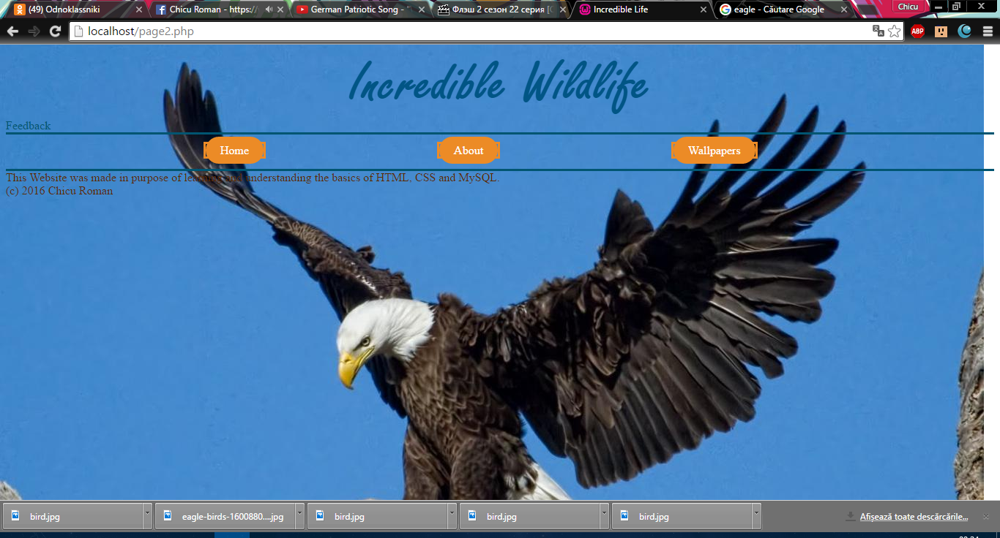 (49) Odnoklassniki
Chicu Roman - https://
German Patriotic Song - "
Флэш 2 сезон 22 серия [
Incredible Life
eagle - Căutare Google
Chicu
localhost/page2.php
ABP
Incredible Wildlife
Feedback
Home About Wallpapers
This Website was made in purpose of understanding the basics of HTML, CSS and MySQL.
(c) 2016 Chicu Roman
bird.jpg
eagle-birds-1600880....jpg
bird.jpg
bird.jpg
bird.jpg
Afișează toate descărcările...